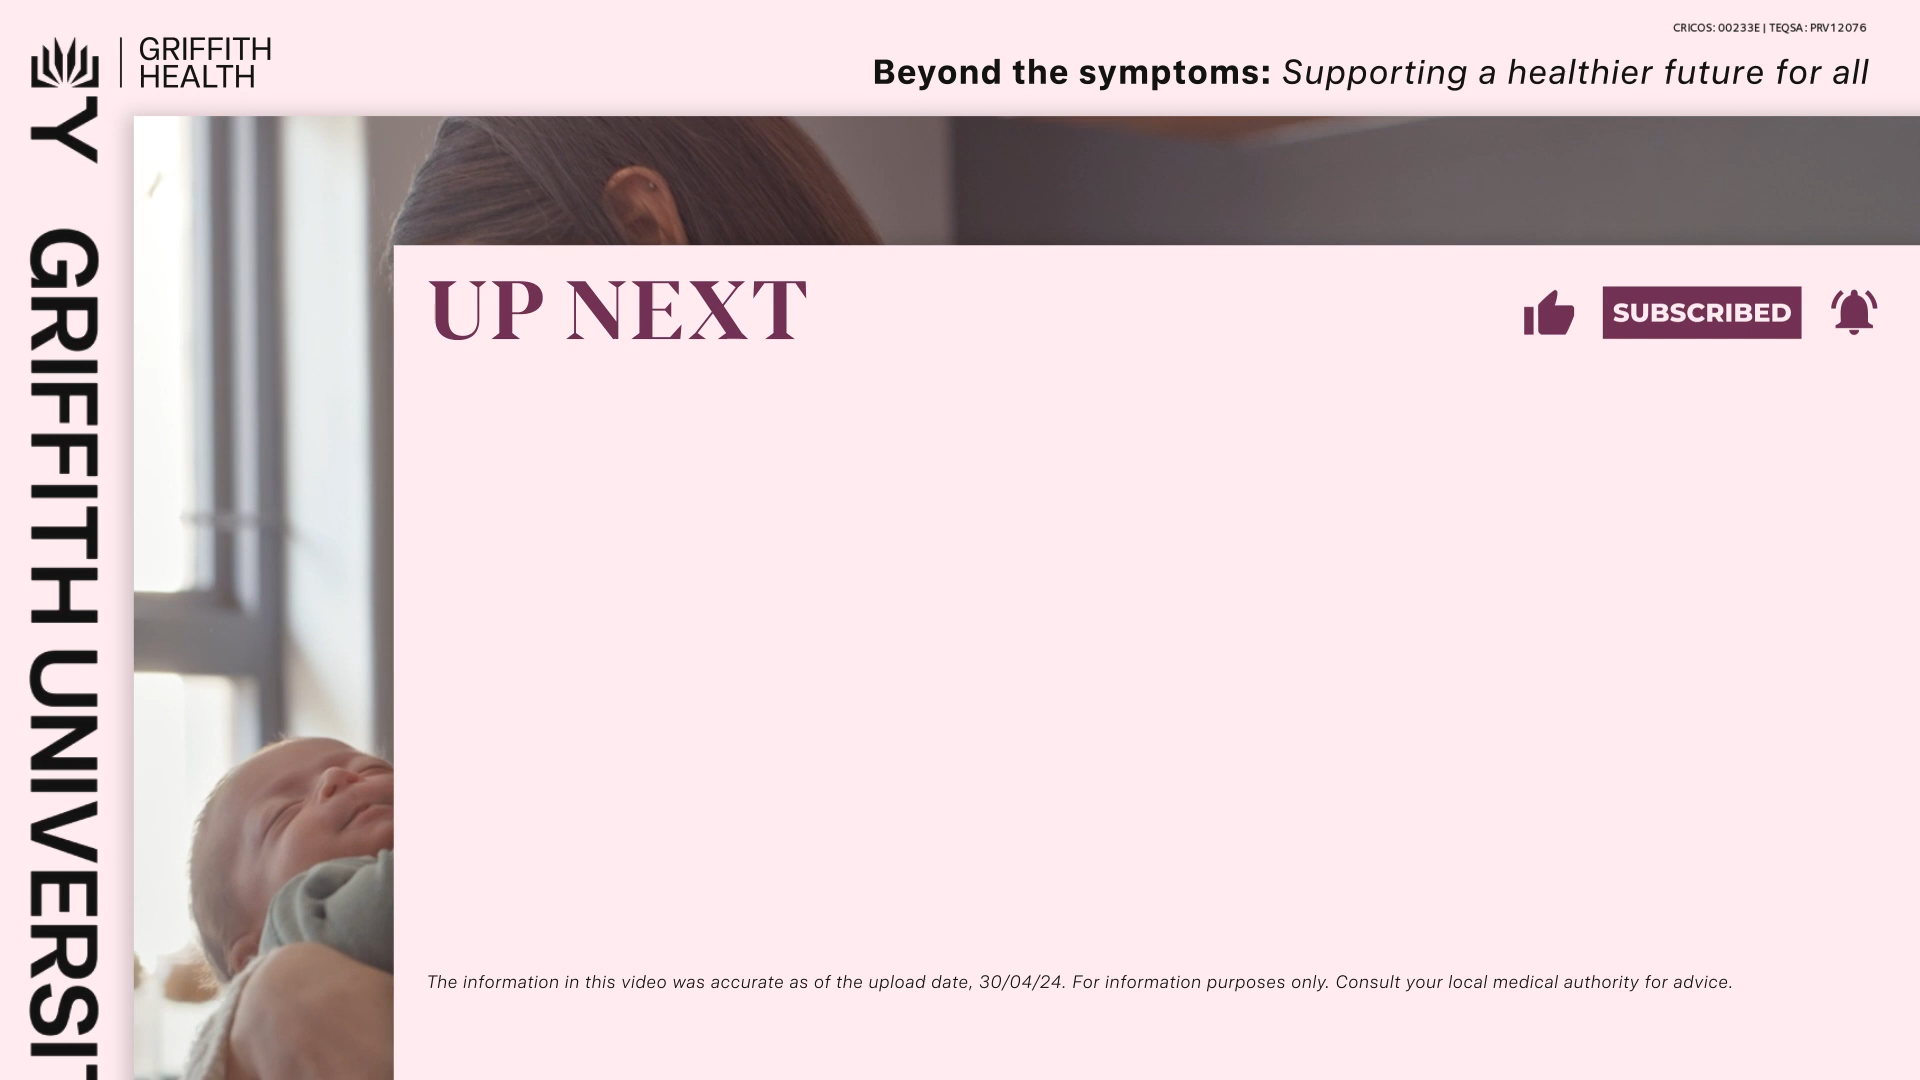 CRICOS: 00233E | TEQSA: PRV12076
GRIFFITH
HEALTH
Beyond the symptoms: Supporting a healthier future for all
Y GRIFFITH UNIVERSIT
UP NEXT
SUBSCRIBED
The information in this video was accurate as of the upload date, 30/04/24. For information purposes only. Consult your local medical authority for advice.